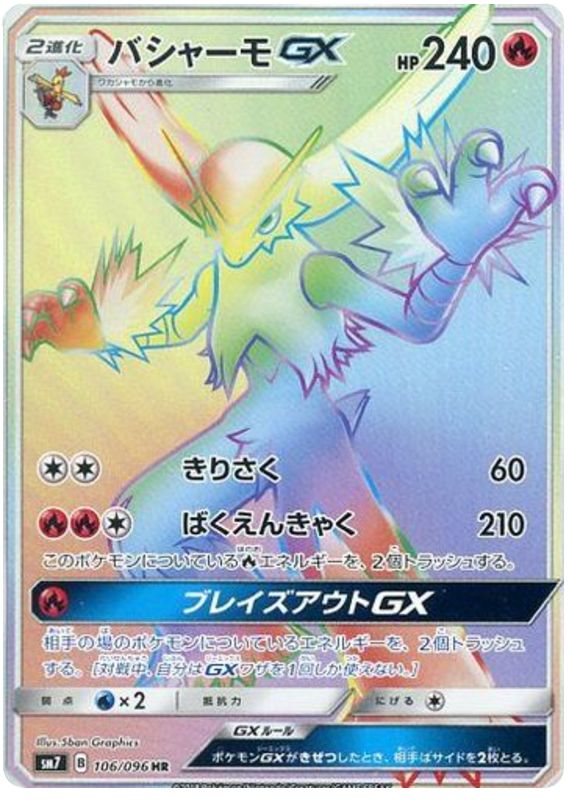 2進化
バシャーモGX
HP240
ワカシャモから進化
きりさく 60
ばくえんきゃく 210
このポケモンについているエネルギーを、2個トラッシュする。
ブレイズアウトGX
相手の場のポケモンについているエネルギーを、2個トラッシュ
する。[対戦中、自分はGXワザを1回しか使えない。]
弱点 ×2 抵抗力 にげる
GXルール
Illus. 5ban Graphics
ポケモンGXがきぜつしたとき、相手はサイドを2枚とる。
SM7 B 106/096 HR